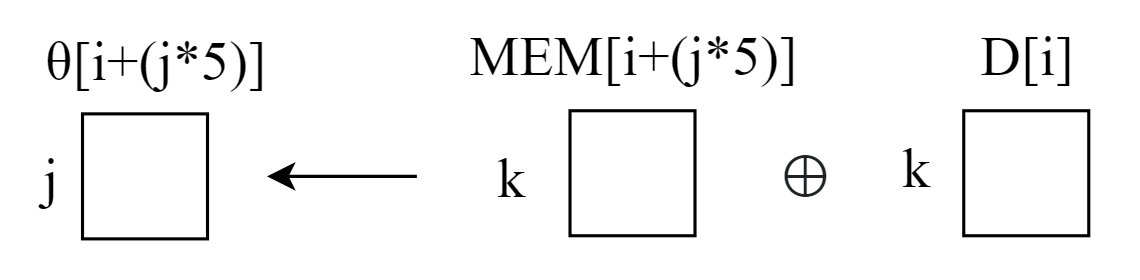 θ[i+(j*5)] MEM[i+(j*5)] D[i]
j k ⊕ k